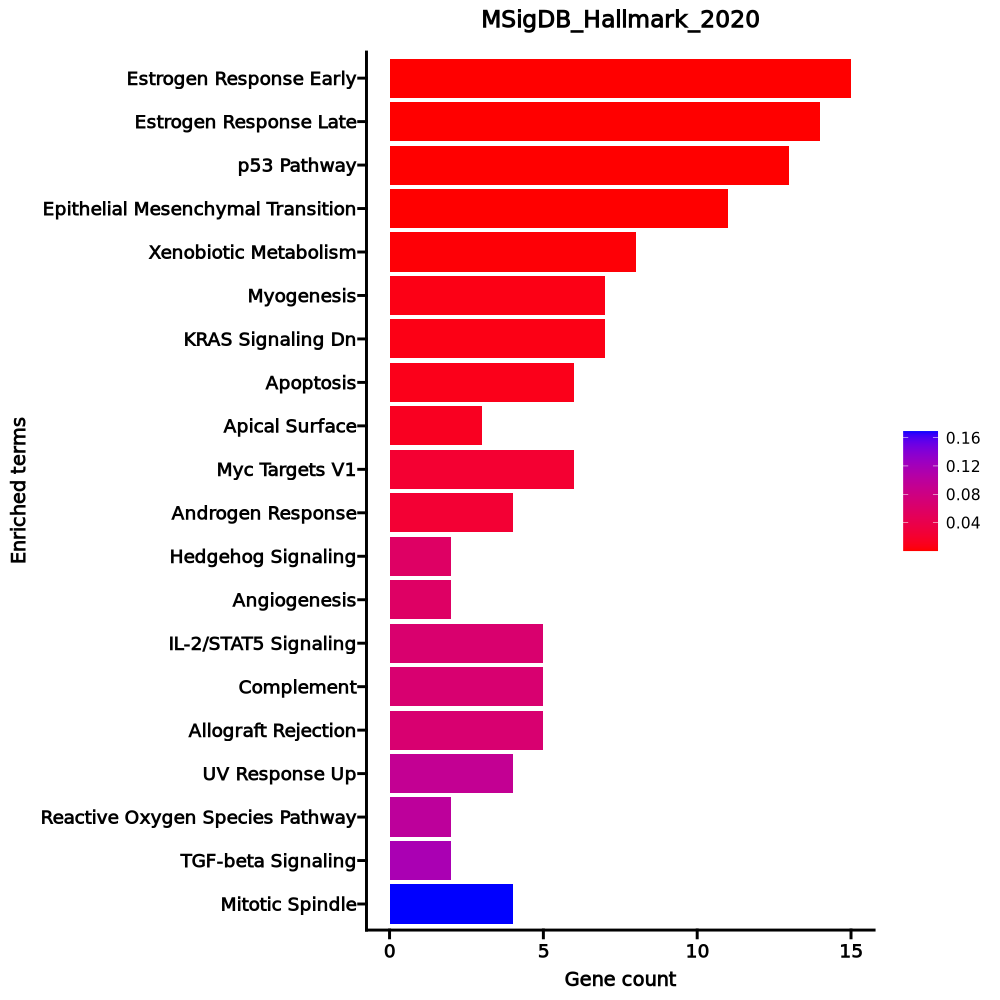 MSigDB_Hallmark_2020
Estrogen Response Early
Estrogen Response Late
p53 Pathway
Epithelial Mesenchymal Transition
Xenobiotic Metabolism
Myogenesis
KRAS Signaling Dn
Apoptosis
Apical Surface
Myc Targets V1
Androgen Response
Hedgehog Signaling
Angiogenesis
IL-2/STAT5 Signaling
Complement
Allograft Rejection
UV Response Up
Reactive Oxygen Species Pathway
TGF-beta Signaling
Mitotic Spindle
Enriched terms
0 5 10 15
Gene count
0.16
0.12
0.08
0.04